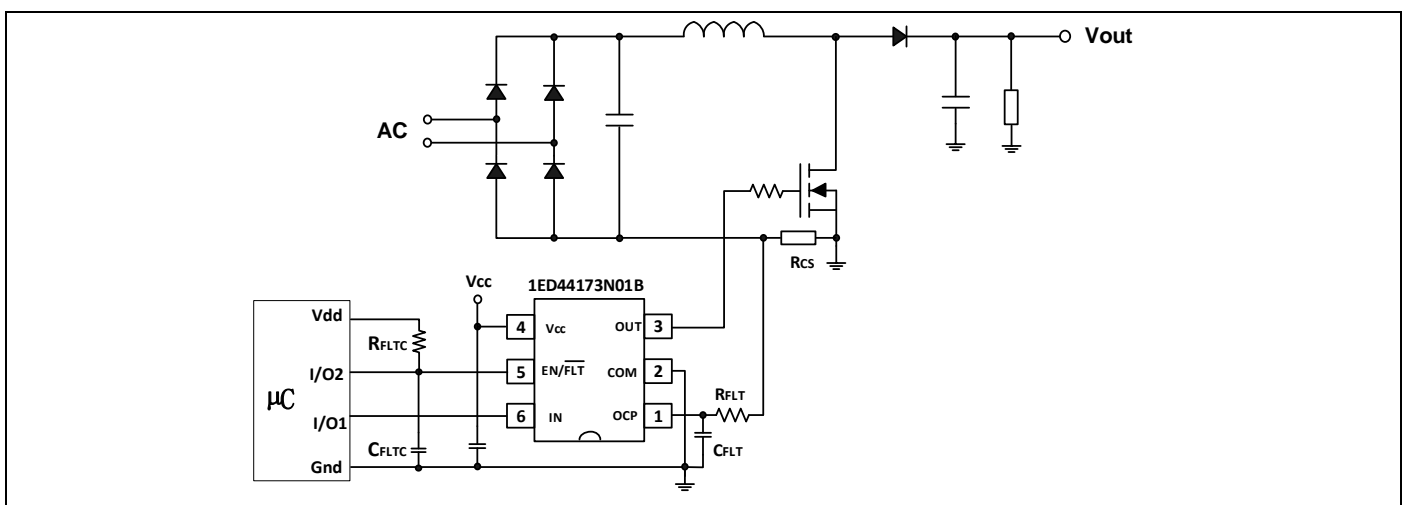 Vout
AC
RCS
Vcc
1ED44173N01B
Vdd
4
Vcc
OUT
3
RFLTC
I/O2
5
EN/FLT
COM
2
μC
RFLT
I/O1
6
IN
OCP
1
CFLTC
CFLT
Gnd